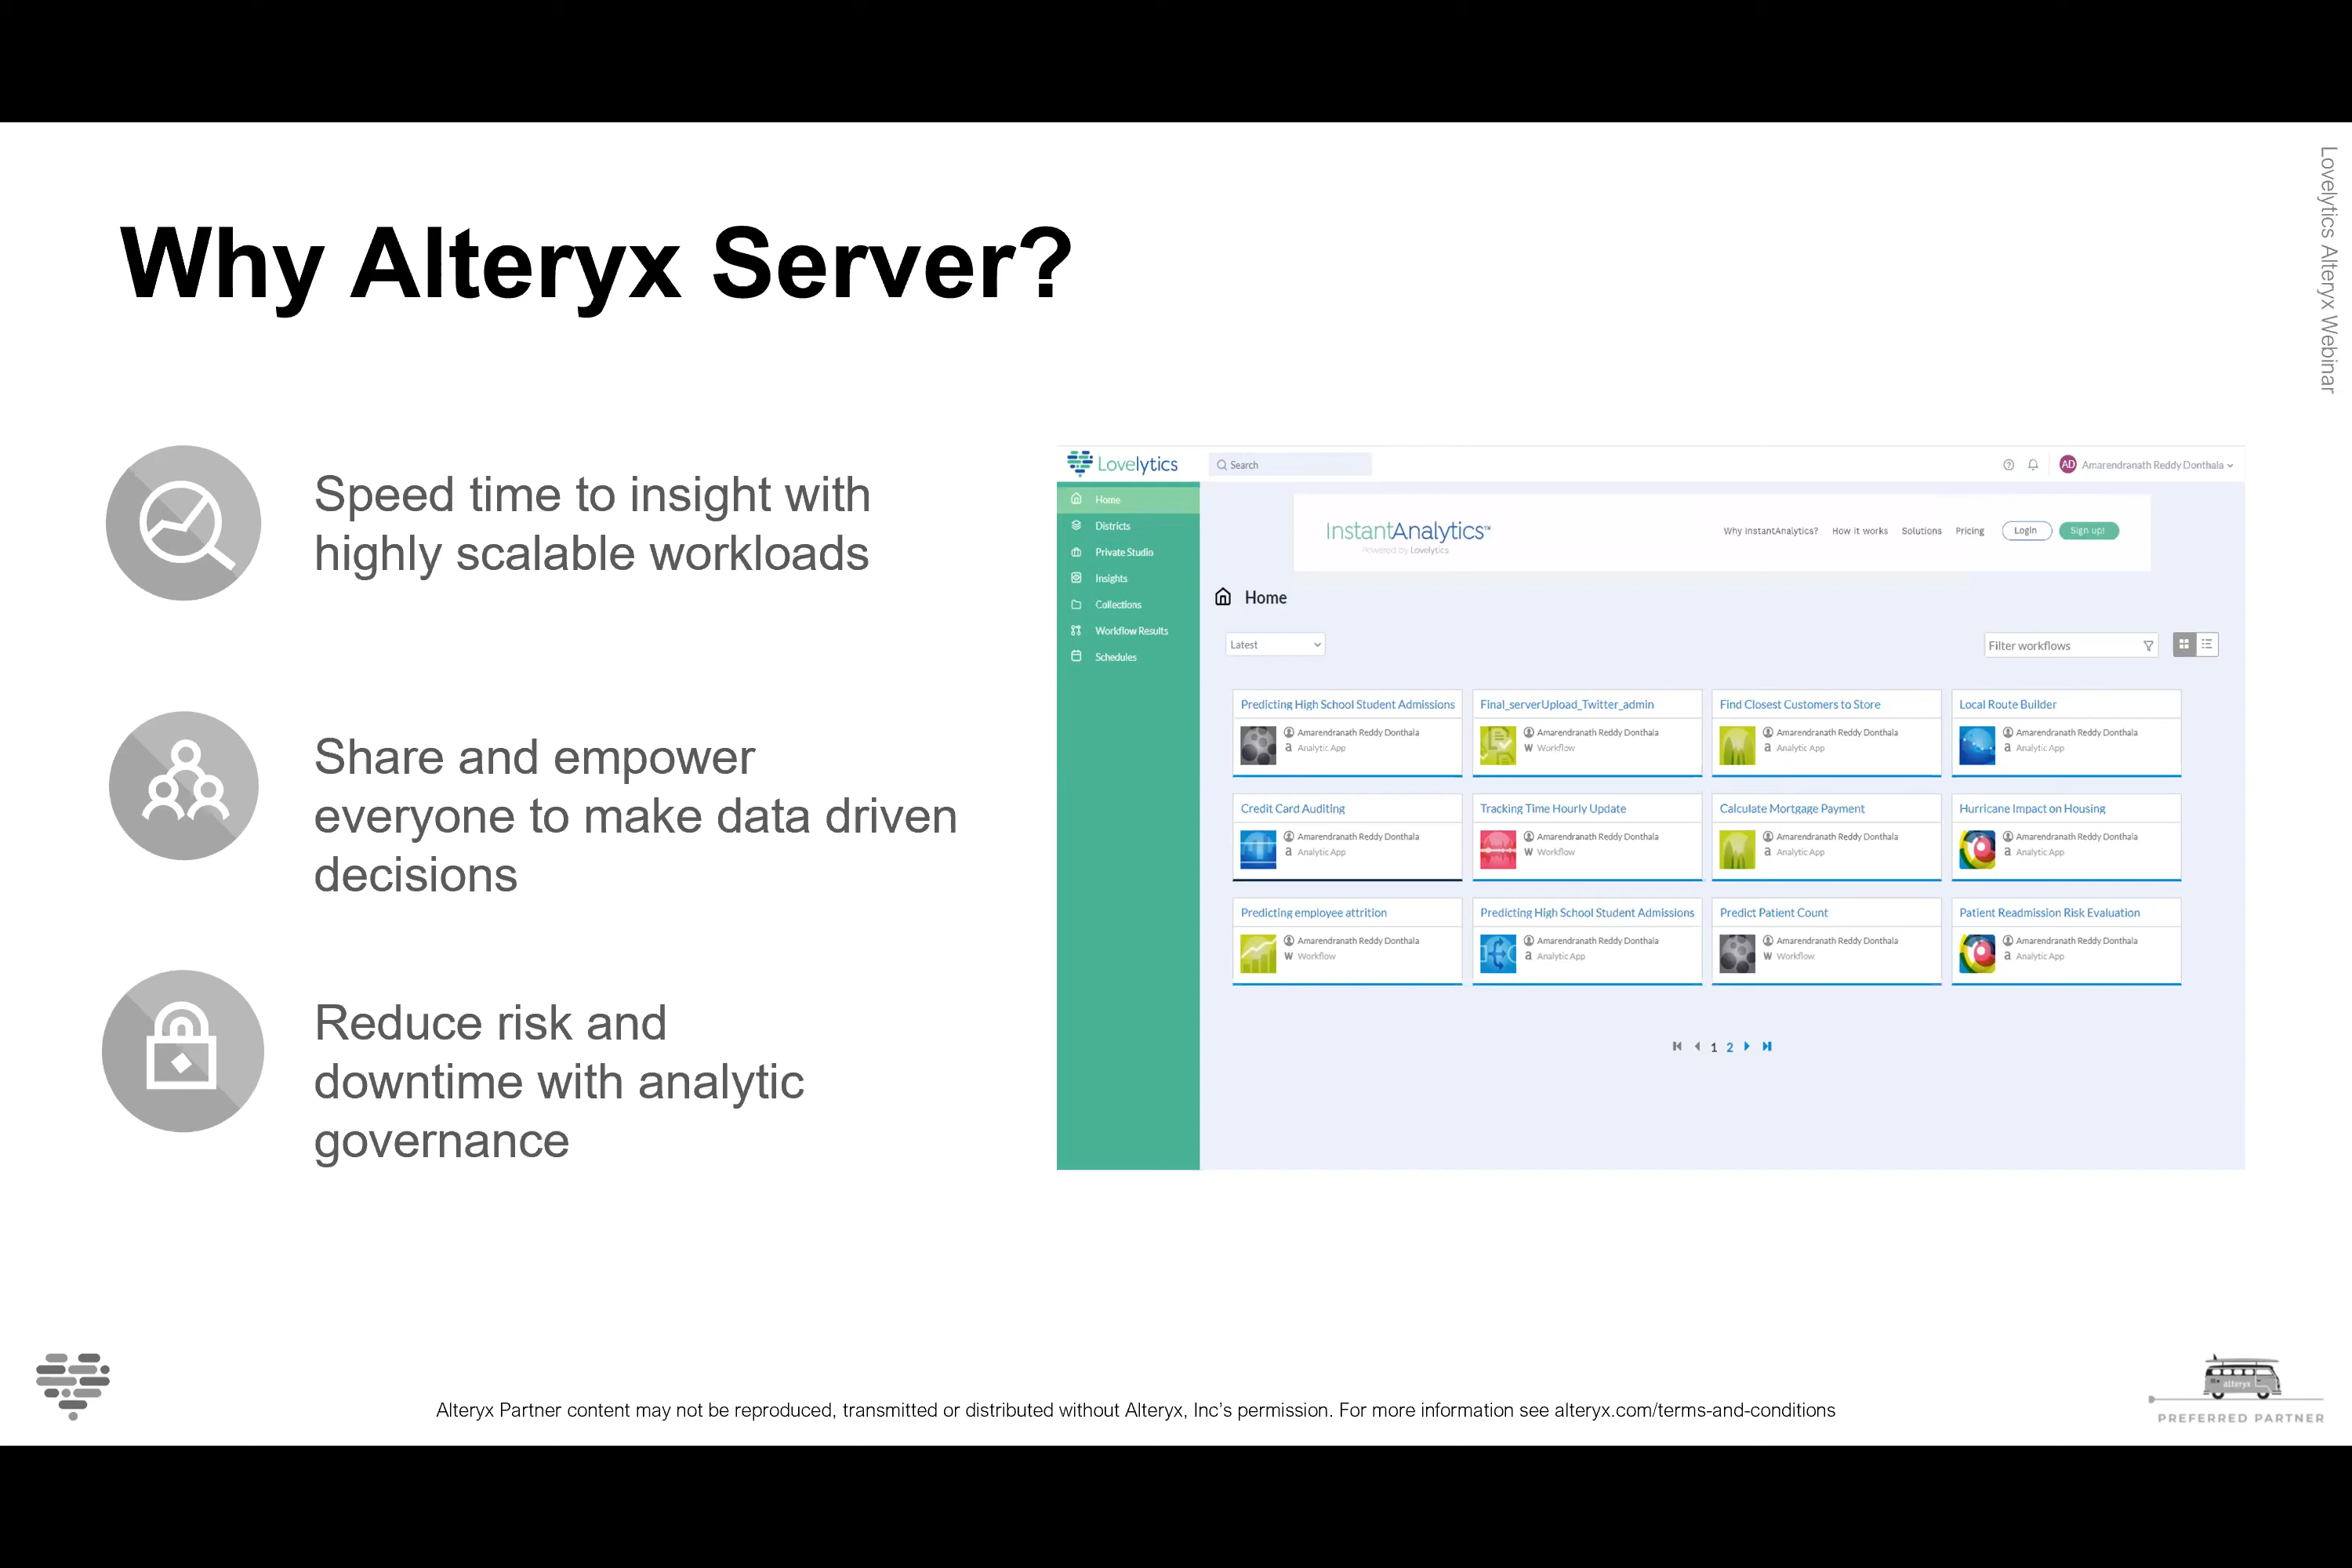 Lovelytics Alteryx Webinar
Why Alteryx Server?
Speed time to insight with
highly scalable workloads
Share and empower
everyone to make data driven
decisions
Reduce risk and
downtime with analytic
governance
Lovelytics
Search
AD Amarendranath Reddy Donthala
Home
Districts
Private Studio
Insights
Collections
Workflow Results
Schedules
InstantAnalytics™
Powered by Lovelytics
Why InstantAnalytics? How it works Solutions Pricing Login Sign up!
Home
Latest
Filter workflows
Predicting High School Student Admissions
Amarendranath Reddy Donthala
a Analytic App
Final_serverUpload_Twitter_admin
Amarendranath Reddy Donthala
W Workflow
Find Closest Customers to Store
Amarendranath Reddy Donthala
a Analytic App
Local Route Builder
Amarendranath Reddy Donthala
a Analytic App
Credit Card Auditing
Amarendranath Reddy Donthala
a Analytic App
Tracking Time Hourly Update
Amarendranath Reddy Donthala
W Workflow
Calculate Mortgage Payment
Amarendranath Reddy Donthala
a Analytic App
Hurricane Impact on Housing
Amarendranath Reddy Donthala
a Analytic App
Predicting employee attrition
Amarendranath Reddy Donthala
W Workflow
Predicting High School Student Admissions
Amarendranath Reddy Donthala
a Analytic App
Predict Patient Count
Amarendranath Reddy Donthala
W Workflow
Patient Readmission Risk Evaluation
Amarendranath Reddy Donthala
a Analytic App
1 2
Alteryx Partner content may not be reproduced, transmitted or distributed without Alteryx, Inc's permission. For more information see alteryx.com/terms-and-conditions
alteryx
PREFERRED PARTNER